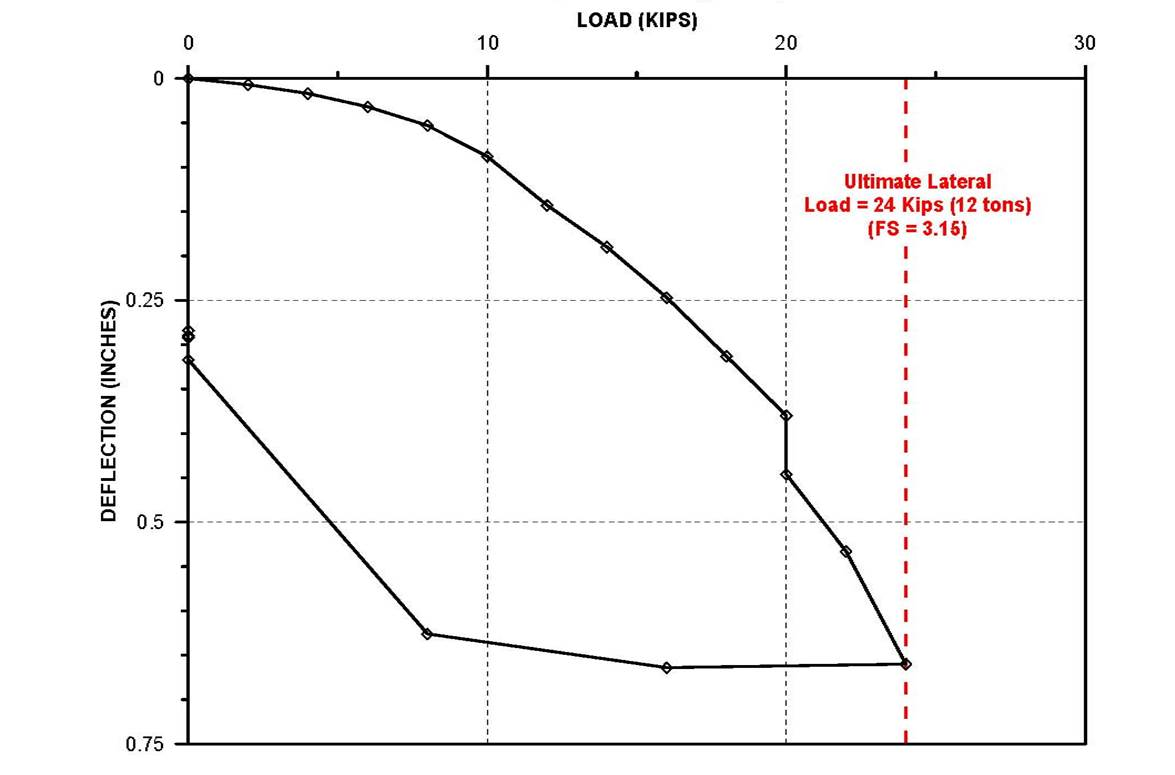 LOAD (KIPS)
0 10 20 30
0
Ultimate Lateral
Load = 24 Kips (12 tons)
(FS = 3.15)
0.25
DEFLECTION (INCHES)
0.5
0.75